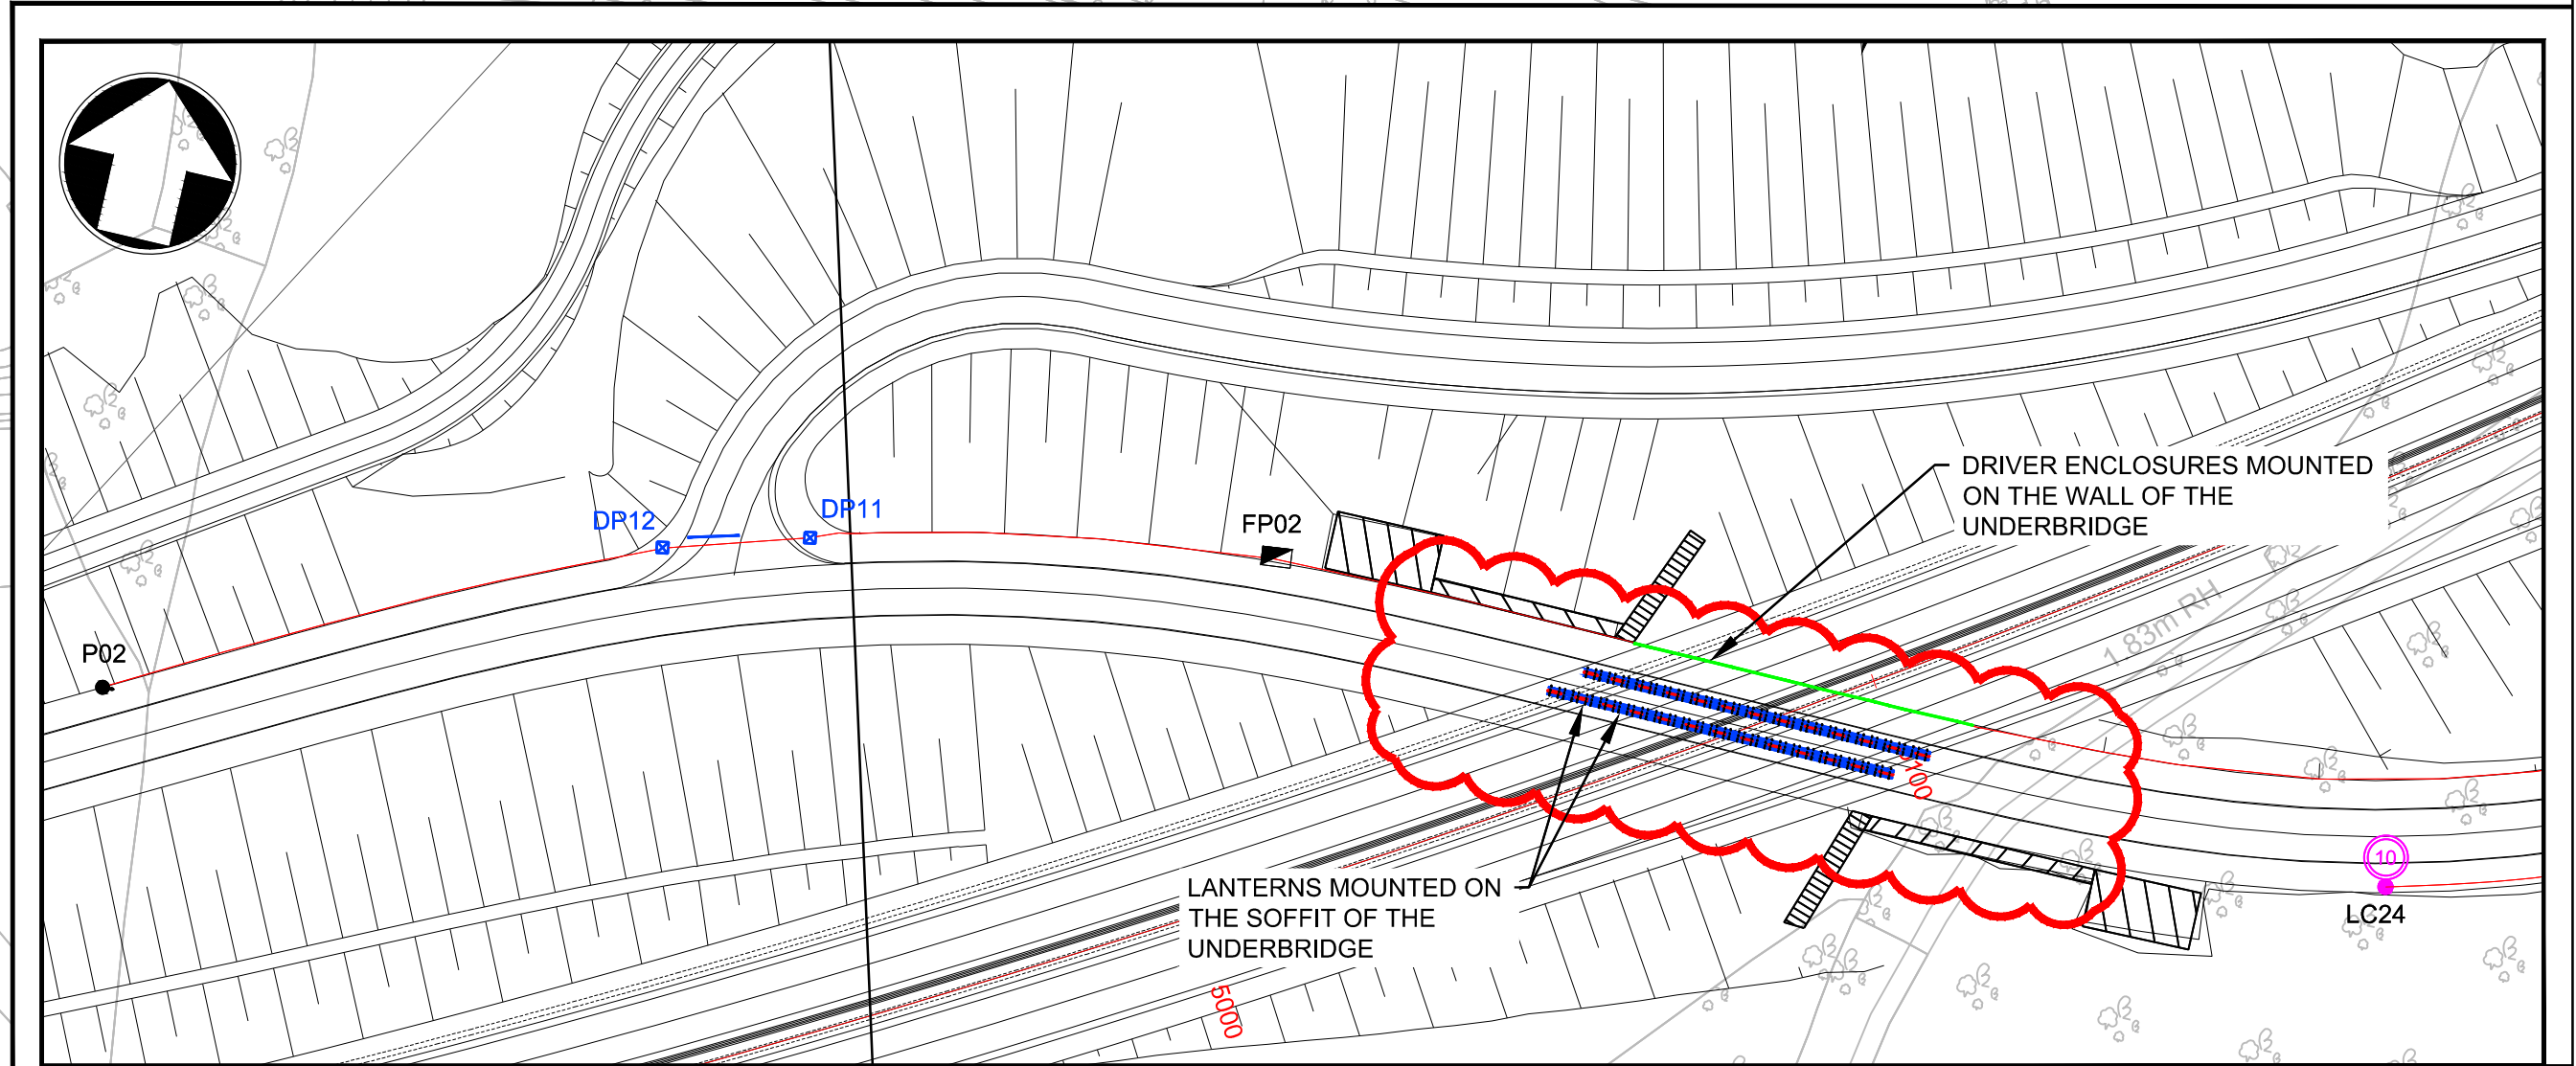 DRIVER ENCLOSURES MOUNTED
ON THE WALL OF THE
UNDERBRIDGE
DP12
DP11
FP02
P02
1 83m RH
100
10
LC24
LANTERNS MOUNTED ON
THE SOFFIT OF THE
UNDERBRIDGE
5000